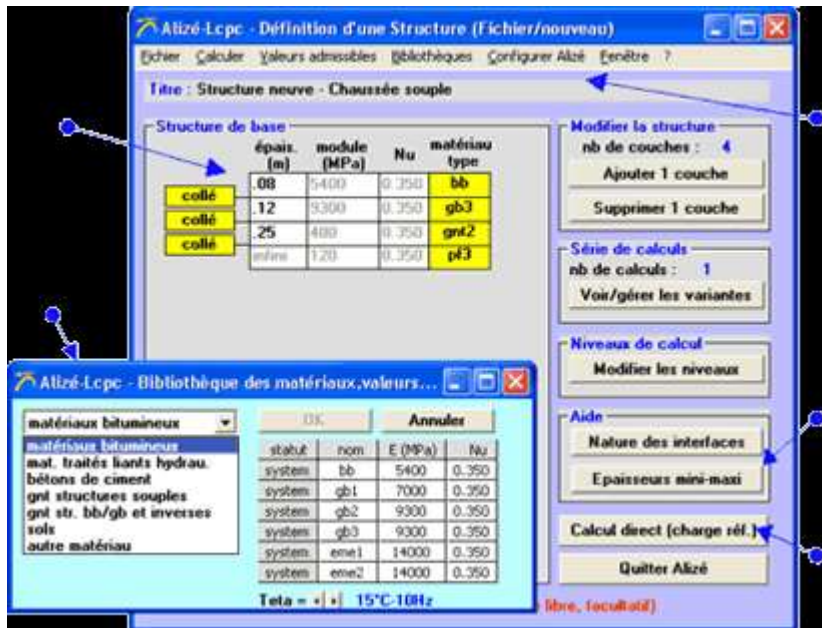 Alizé-Lcpc - Définition d'une Structure (Fichier/nouveau)
Fichier Calculer Valeurs admissibles Bibliothèques Configurer Alizé Fenêtre ?
Titre : Structure neuve - Chaussée souple
Structure de base
épais. (m) module (MPa) Nu matériau type
.08 5400 0.350 bb
collé
.12 9300 0.350 gb3
collé
.25 400 0.350 gnt2
collé
infini 120 0.350 pf3
Modifier la structure
nb de couches : 4
Ajouter 1 couche
Supprimer 1 couche
Série de calculs
nb de calculs : 1
Voir/gérer les variantes
Niveaux de calcul
Modifier les niveaux
Aide
Nature des interfaces
Epaisseurs mini-maxi
Calcul direct (charge réf.)
Quitter Alizé
libre, facultatif)
Alizé-Lcpc - Bibliothèque des matériaux,valeurs...
matériaux bitumineux
OK Annuler
matériaux bitumineux
mat. traités liants hydrau.
bétons de ciment
gnt structures souples
gnt str. bb/gb et inverses
sols
autre matériau
statut nom E (MPa) Nu
system bb 5400 0.350
system gb1 7000 0.350
system gb2 9300 0.350
system gb3 9300 0.350
system eme1 14000 0.350
system eme2 14000 0.350
Teta = 15°C-10Hz